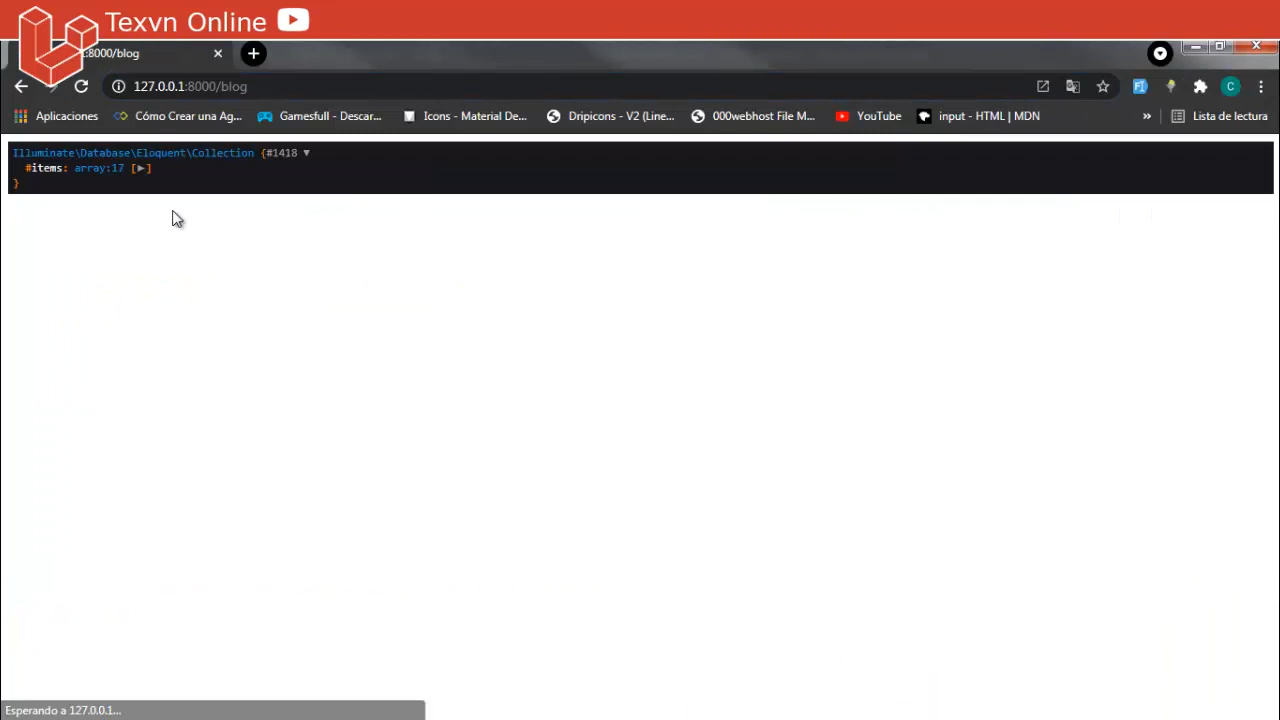 Texvn Online
:8000/blog
127.0.0.1:8000/blog
C
Aplicaciones
Cómo Crear una Ag...
Gamesfull - Descar...
Icons - Material De...
Dripicons - V2 (Line...
000webhost File M...
YouTube
input - HTML | MDN
»
Lista de lectura
Illuminate\Database\Eloquent\Collection {#1418 ▼
#items: array:17 [▶]
}
Esperando a 127.0.0.1...